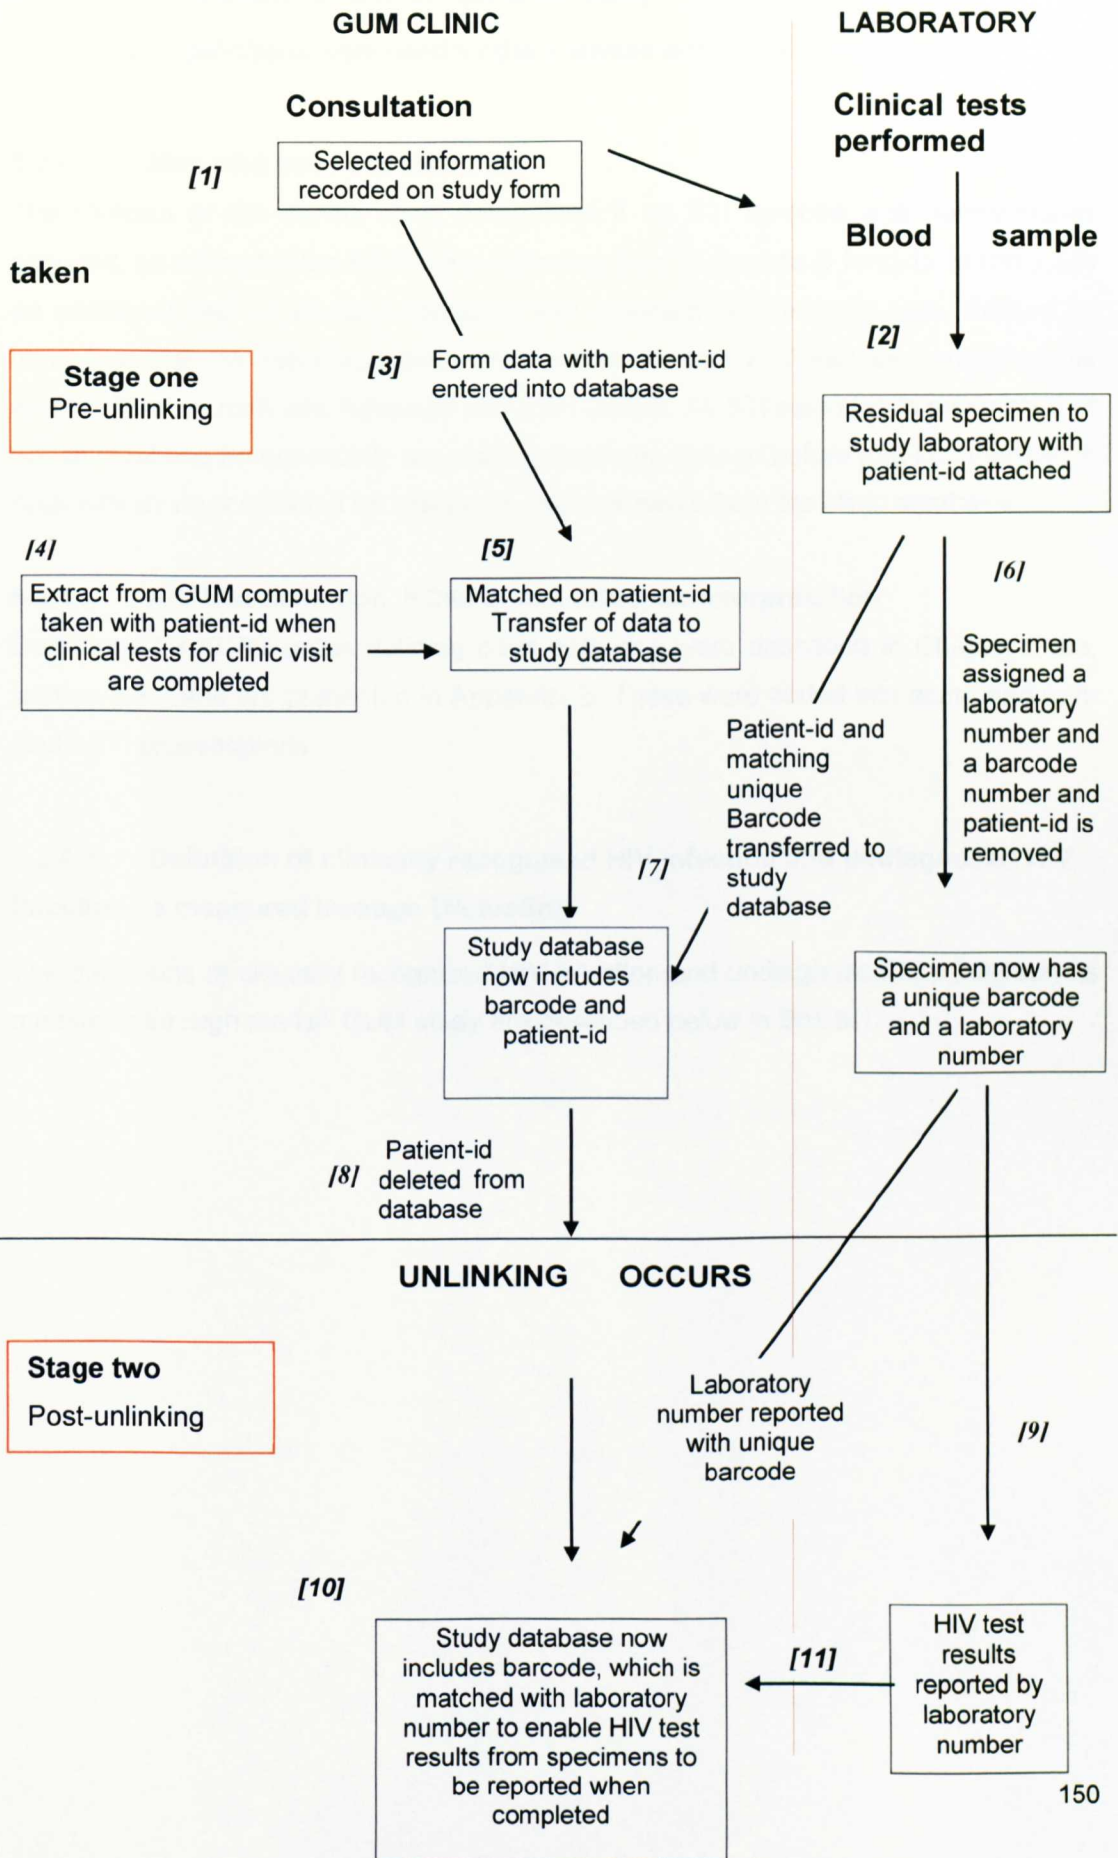 GUM CLINIC
LABORATORY
Consultation
Clinical tests
performed
[1]
Selected information
recorded on study form
Blood sample
taken
[2]
Stage one
Pre-unlinking
[3]
Form data with patient-id
entered into database
Residual specimen to
study laboratory with
patient-id attached
[4]
Extract from GUM computer
taken with patient-id when
clinical tests for clinic visit
are completed
[5]
Matched on patient-id
Transfer of data to
study database
[6]
Specimen
assigned a
laboratory
number and
a barcode
number and
patient-id is
removed
Patient-id and
matching
unique
Barcode
transferred to
study
database
[7]
Study database
now includes
barcode and
patient-id
Specimen now has
a unique barcode
and a laboratory
number
[8]
Patient-id
deleted from
database
UNLINKING OCCURS
Stage two
Post-unlinking
Laboratory
number reported
with unique
barcode
[9]
[10]
Study database now
includes barcode, which is
matched with laboratory
number to enable HIV test
results from specimens to
be reported when
completed
[11]
HIV test
results
reported by
laboratory
number
150